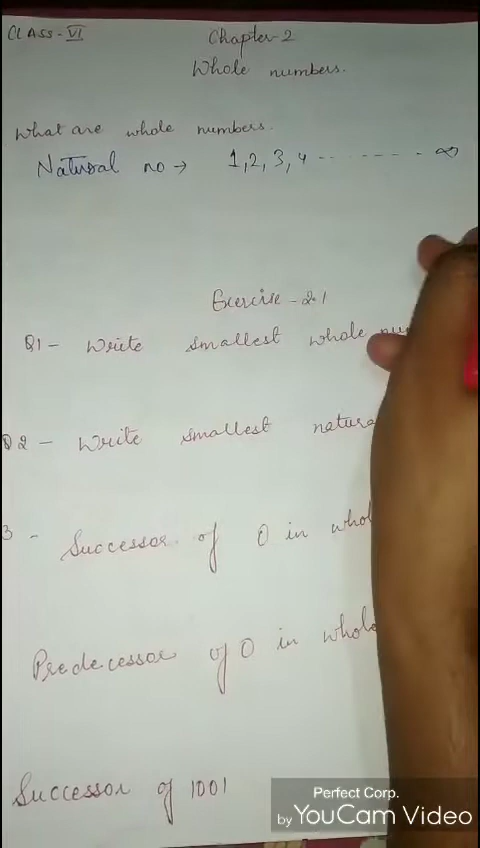 CLASS - VI
Chapter-2
Whole numbers.
What are whole numbers.
Natural no → 1, 2, 3, 4 - - - - - - - - ∞
Exercise - 2.1
Q1 - Write smallest whole
Q2 - Write smallest
3 - Successor of 0 in
Predecessor of 0 in whole
Successor of 1001
Perfect Corp.
by YouCam Video